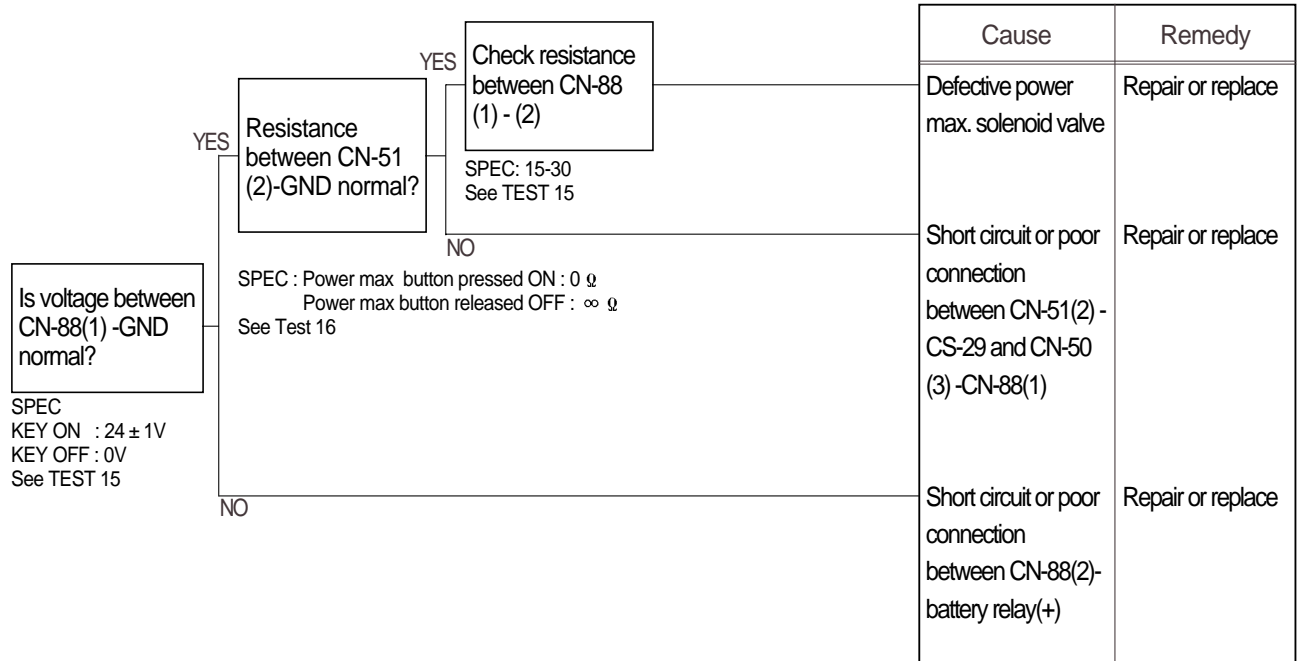 Cause
Remedy
YES
Check resistance
between CN-88
(1) - (2)
SPEC: 15-30
See TEST 15
Defective power
max. solenoid valve
Repair or replace
YES
Resistance
between CN-51
(2)-GND normal?
NO
SPEC : Power max button pressed ON : 0 Ω
Power max button released OFF : ∞ Ω
See Test 16
Short circuit or poor
connection
between CN-51(2) -
CS-29 and CN-50
(3) -CN-88(1)
Repair or replace
Is voltage between
CN-88(1) -GND
normal?
SPEC
KEY ON : 24 ± 1V
KEY OFF : 0V
See TEST 15
NO
Short circuit or poor
connection
between CN-88(2)-
battery relay(+)
Repair or replace